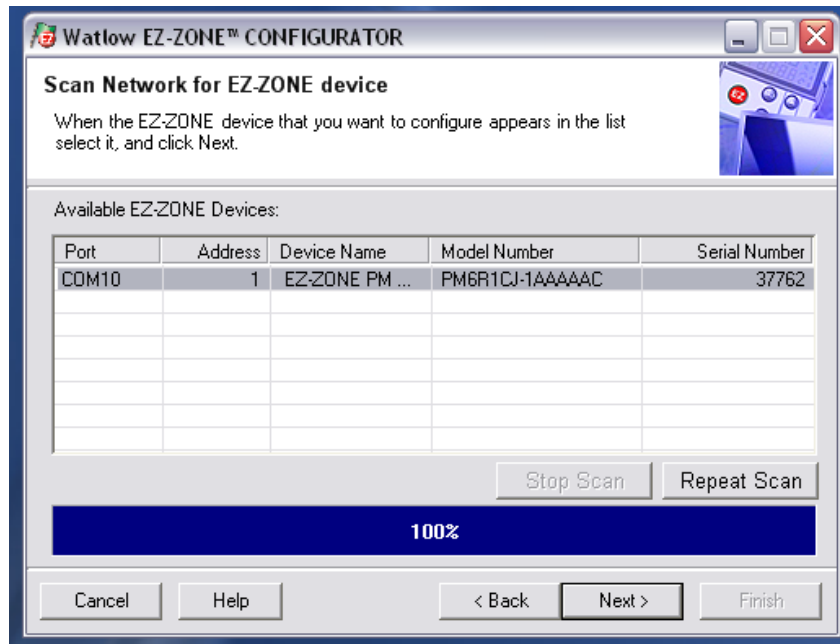 Watlow EZ-ZONE™ CONFIGURATOR
Scan Network for EZ-ZONE device
When the EZ-ZONE device that you want to configure appears in the list
select it, and click Next.
Available EZ-ZONE Devices:
Port Address Device Name Model Number Serial Number
COM10 1 EZ-ZONE PM ... PM6R1CJ-1AAAAAC 37762
Stop Scan Repeat Scan
100%
Cancel Help < Back Next > Finish